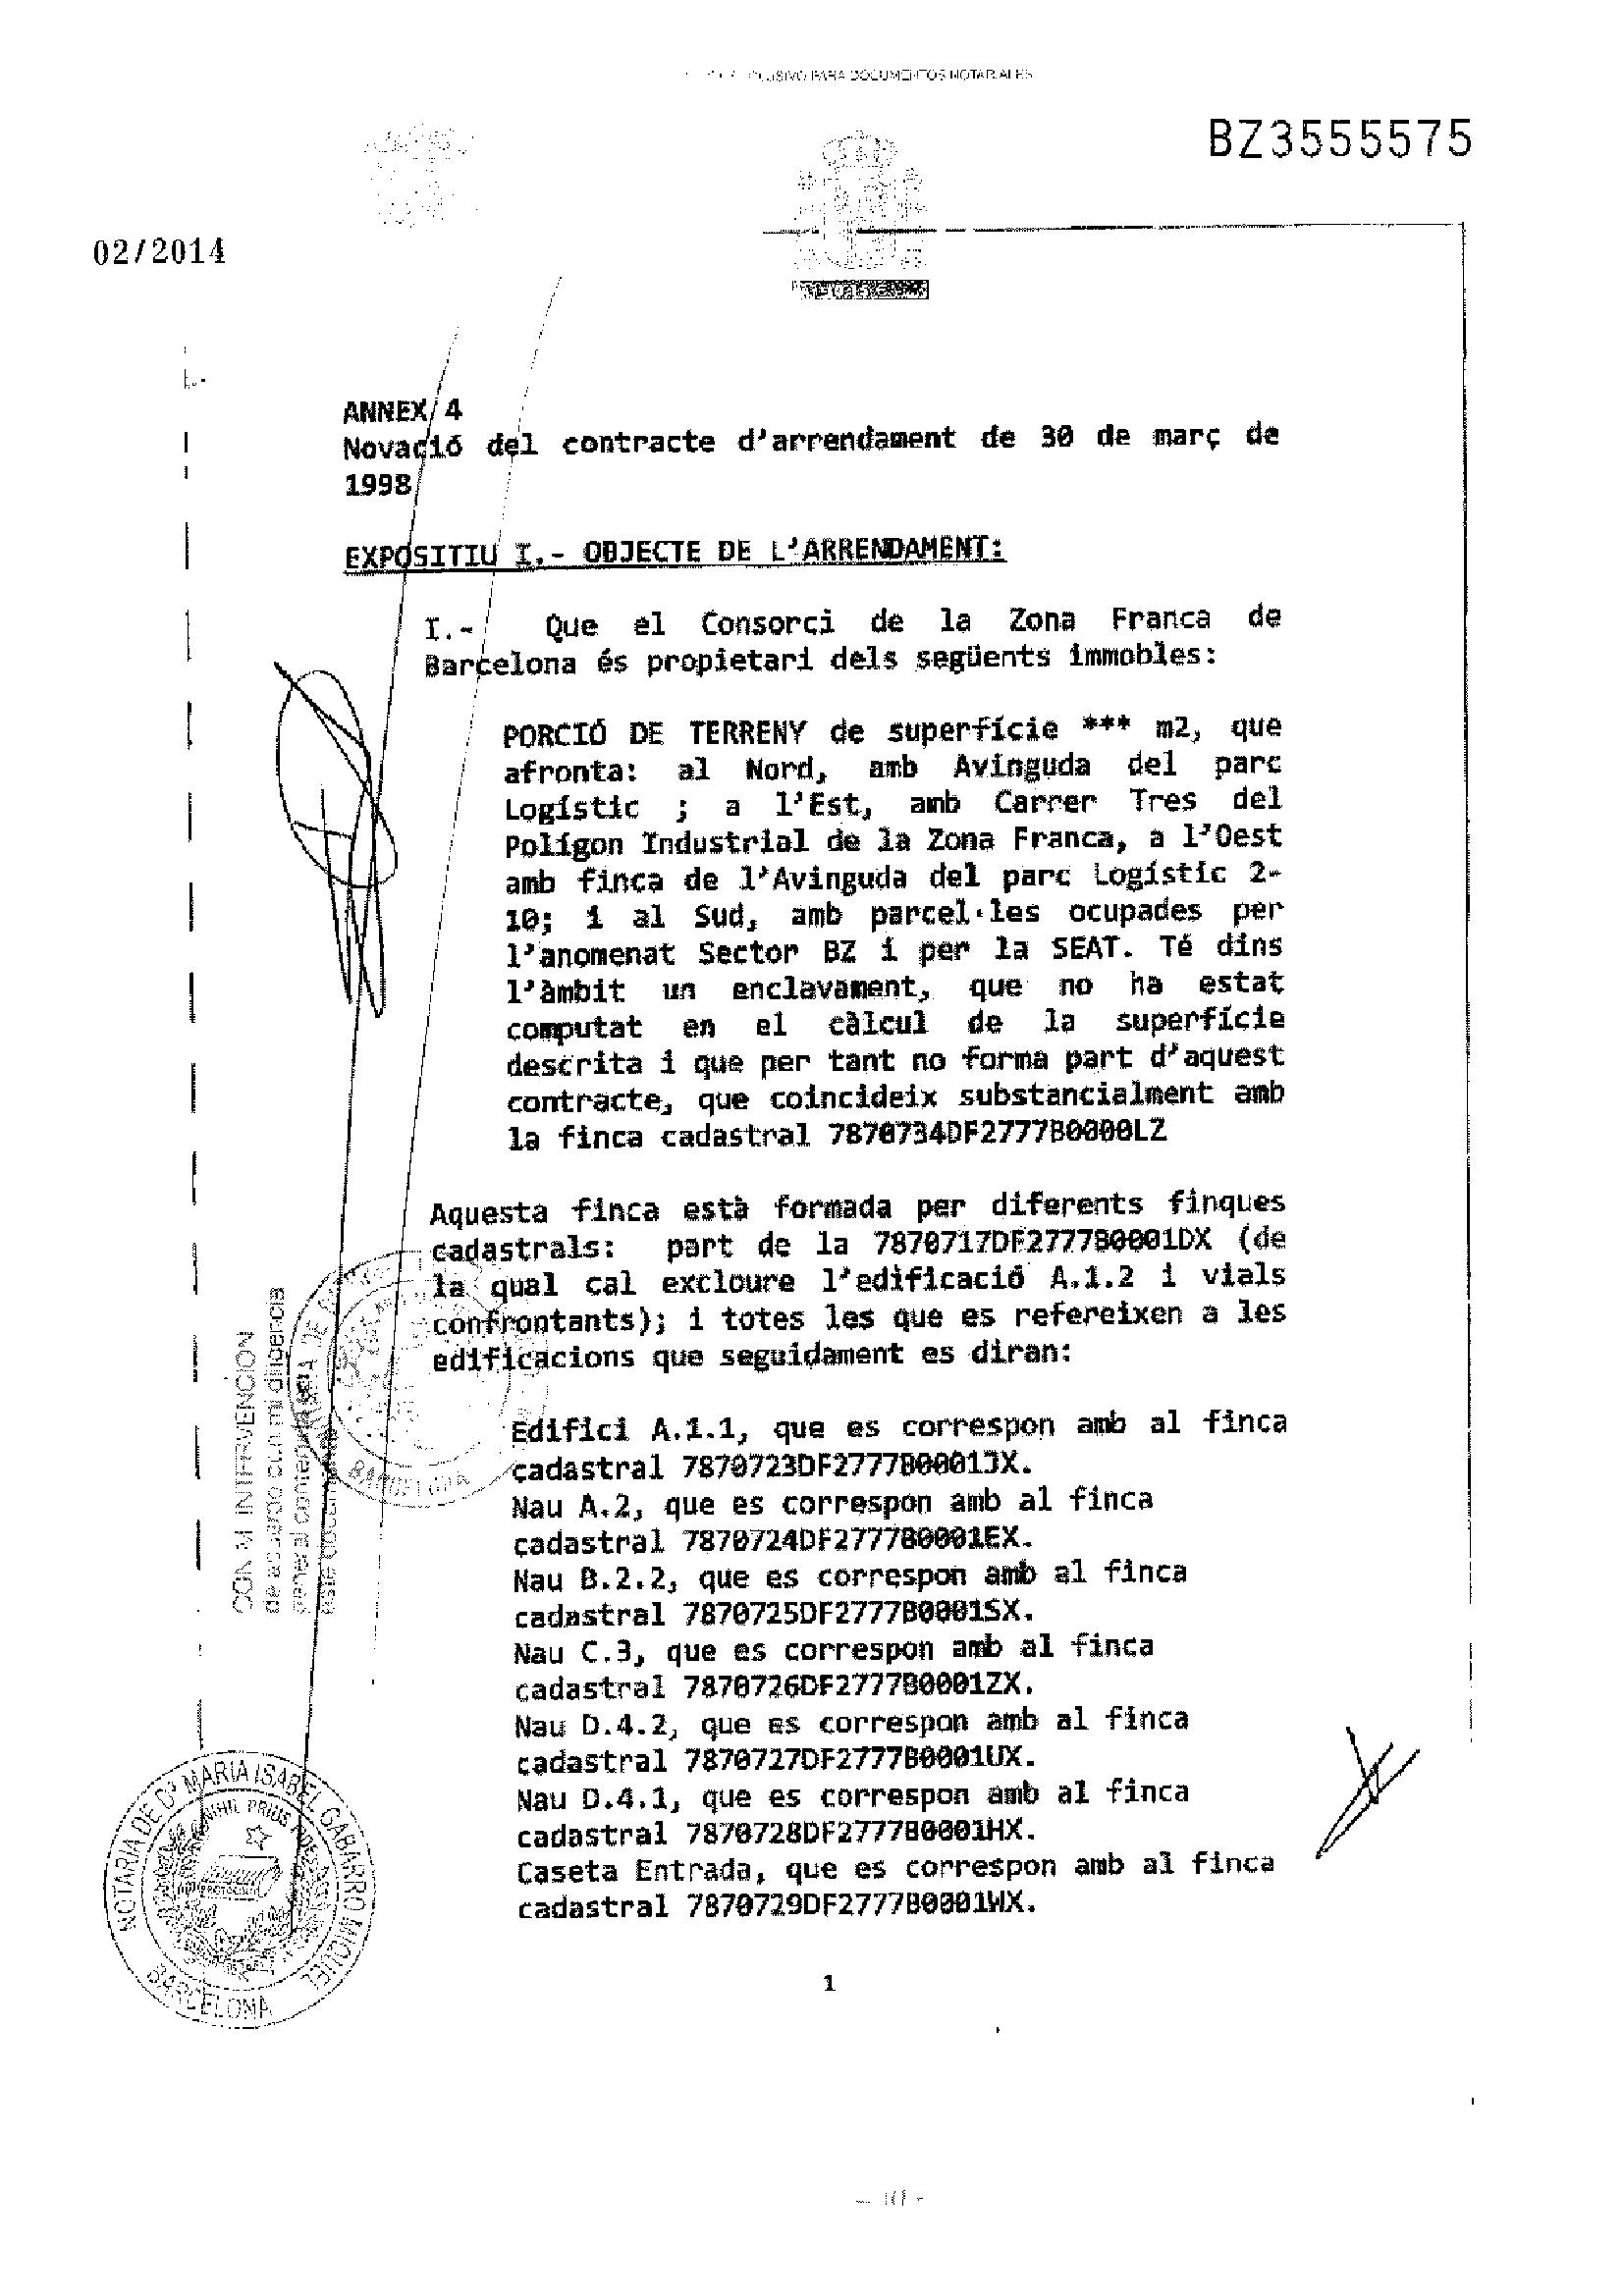 PARA DOCUMENTOS NOTARIALES
BZ3555575
02/2014
ANNEX 4
Novació del contracte d'arrendament de 30 de març de
1998
EXPOSITIU I.- OBJECTE DE L'ARRENDAMENT:
I.- Que el Consorci de la Zona Franca de
Barcelona és propietari dels següents immobles:
PORCIÓ DE TERRENY de superfície *** m2, que
afronta: al Nord, amb Avinguda del parc
Logístic ; a l'Est, amb Carrer Tres del
Polígon Industrial de la Zona Franca, a l'Oest
amb finca de l'Avinguda del parc Logístic 2-
10; i al Sud, amb parcel·les ocupades per
l'anomenat Sector BZ i per la SEAT. Té dins
l'àmbit un enclavament, que no ha estat
computat en el càlcul de la superfície
descrita i que per tant no forma part d'aquest
contracte, que coincideix substancialment amb
la finca cadastral 7870734DF2777B0000LZ
Aquesta finca està formada per diferents finques
cadastrals: part de la 7870717DF2777B0001DX (de
la qual cal excloure l'edificació A.1.2 i vials
confrontants); i totes les que es refereixen a les
edificacions que seguidament es diran:
Edifici A.1.1, que es correspon amb al finca
cadastral 7870723DF2777B0001JX.
Nau A.2, que es correspon amb al finca
cadastral 7870724DF2777B0001EX.
Nau B.2.2, que es correspon amb al finca
cadastral 7870725DF2777B0001SX.
Nau C.3, que es correspon amb al finca
cadastral 7870726DF2777B0001ZX.
Nau D.4.2, que es correspon amb al finca
cadastral 7870727DF2777B0001UX.
Nau D.4.1, que es correspon amb al finca
cadastral 7870728DF2777B0001HX.
Caseta Entrada, que es correspon amb al finca
cadastral 7870729DF2777B0001WX.
CON MI INTERVENCION
de acuerdo con mi diligencia
BARCELONA
NOTARIA DE Dª MARIA ISABEL GABARRO MIQUEL
BARCELONA
NIHIL PRIUS FIDE
1